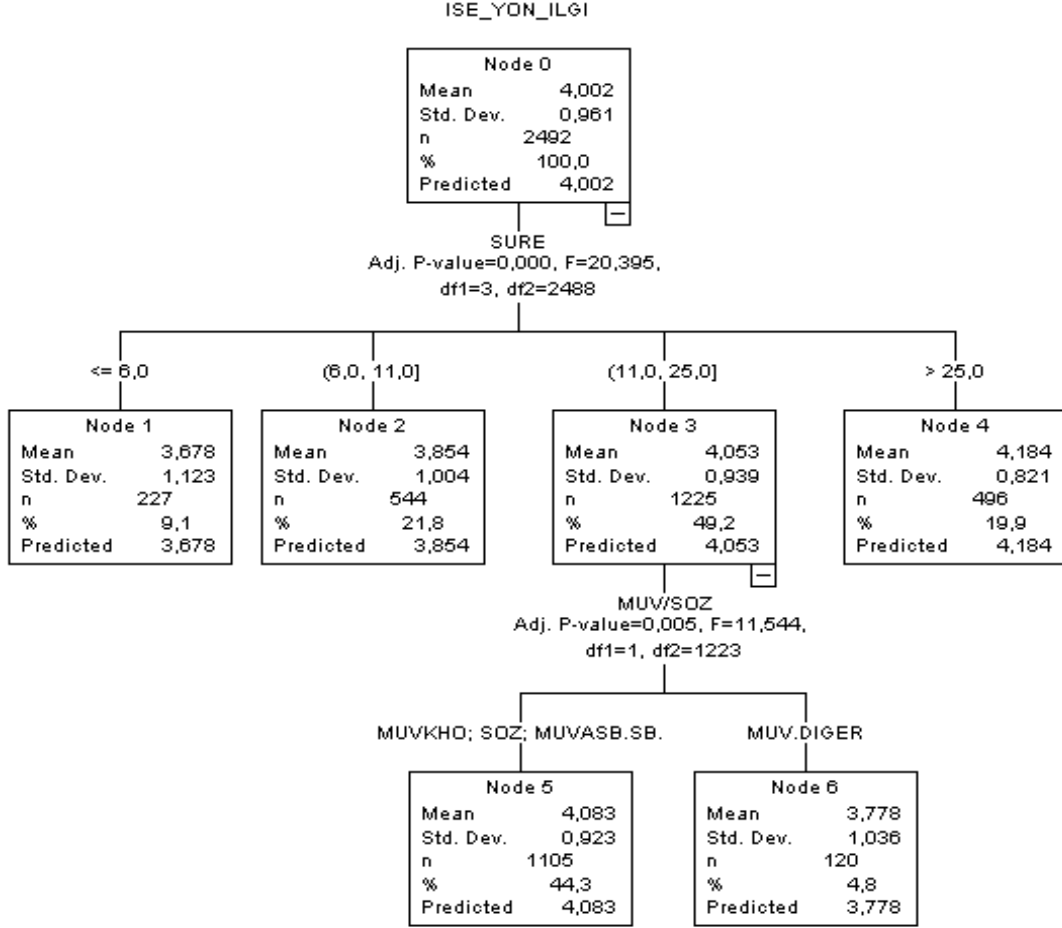 ISE_YON_ILGI
Node 0
Mean 4,002
Std. Dev. 0,961
n 2492
% 100,0
Predicted 4,002
SURE
Adj. P-value=0,000, F=20,395,
df1=3, df2=2488
<= 6,0
(6,0, 11,0]
(11,0, 25,0]
> 25,0
Node 1
Mean 3,678
Std. Dev. 1,123
n 227
% 9,1
Predicted 3,678
Node 2
Mean 3,854
Std. Dev. 1,004
n 544
% 21,8
Predicted 3,854
Node 3
Mean 4,053
Std. Dev. 0,939
n 1225
% 49,2
Predicted 4,053
Node 4
Mean 4,184
Std. Dev. 0,821
n 496
% 19,9
Predicted 4,184
MUV/SOZ
Adj. P-value=0,005, F=11,544,
df1=1, df2=1223
MUVKHO; SOZ; MUVASB.SB.
MUV.DIGER
Node 5
Mean 4,083
Std. Dev. 0,923
n 1105
% 44,3
Predicted 4,083
Node 6
Mean 3,778
Std. Dev. 1,036
n 120
% 4,8
Predicted 3,778